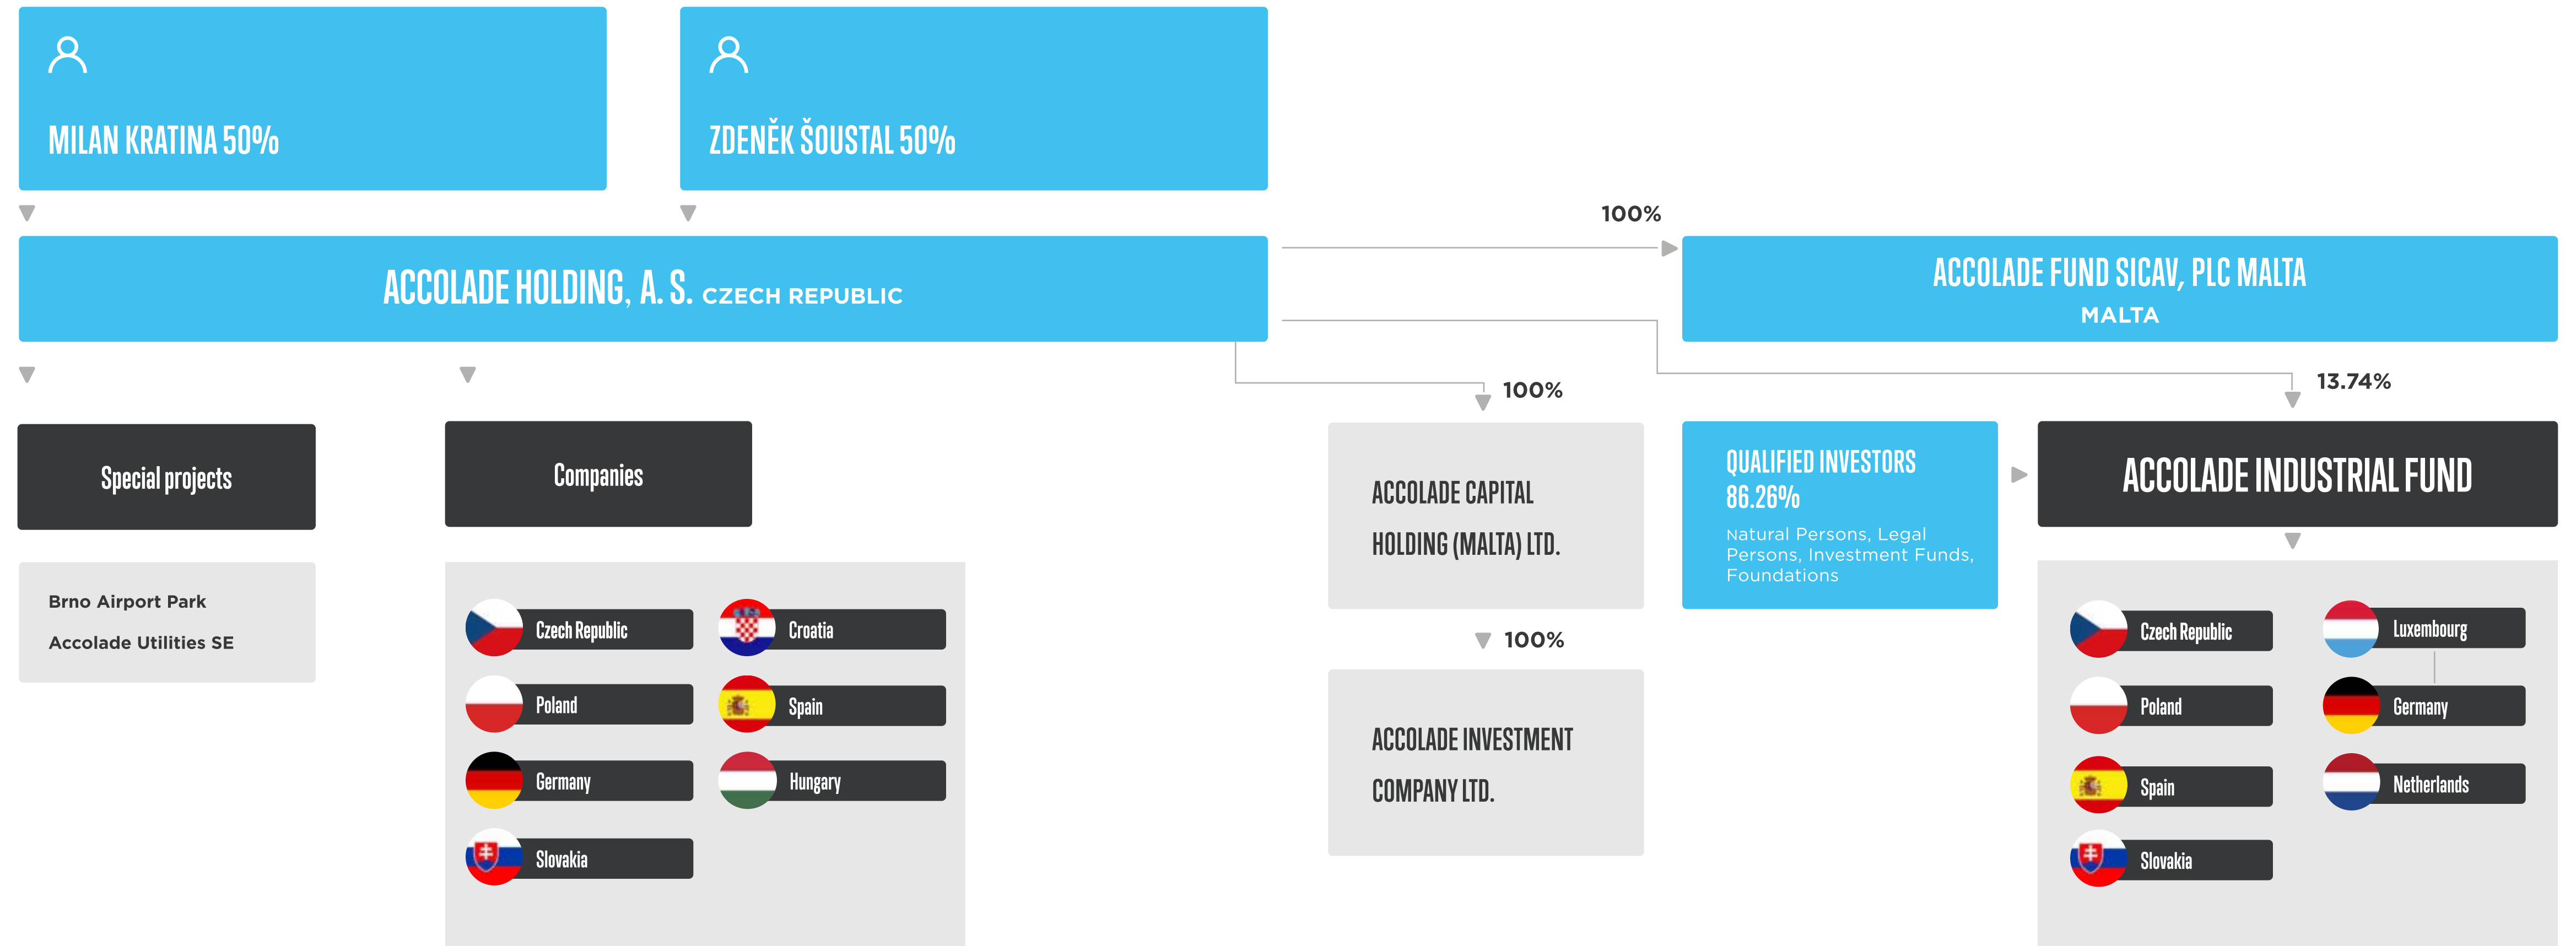 MILAN KRATINA 50%
ZDENĚK ŠOUSTAL 50%
100%
ACCOLADE HOLDING, A. S. CZECH REPUBLIC
ACCOLADE FUND SICAV, PLC MALTA
MALTA
100%
13.74%
Special projects
Companies
ACCOLADE CAPITAL
HOLDING (MALTA) LTD.
QUALIFIED INVESTORS
86.26%
Natural Persons, Legal
Persons, Investment Funds,
Foundations
ACCOLADE INDUSTRIAL FUND
Brno Airport Park
Accolade Utilities SE
Czech Republic
Croatia
Poland
Spain
Germany
Hungary
Slovakia
100%
ACCOLADE INVESTMENT
COMPANY LTD.
Czech Republic
Luxembourg
Poland
Germany
Spain
Netherlands
Slovakia